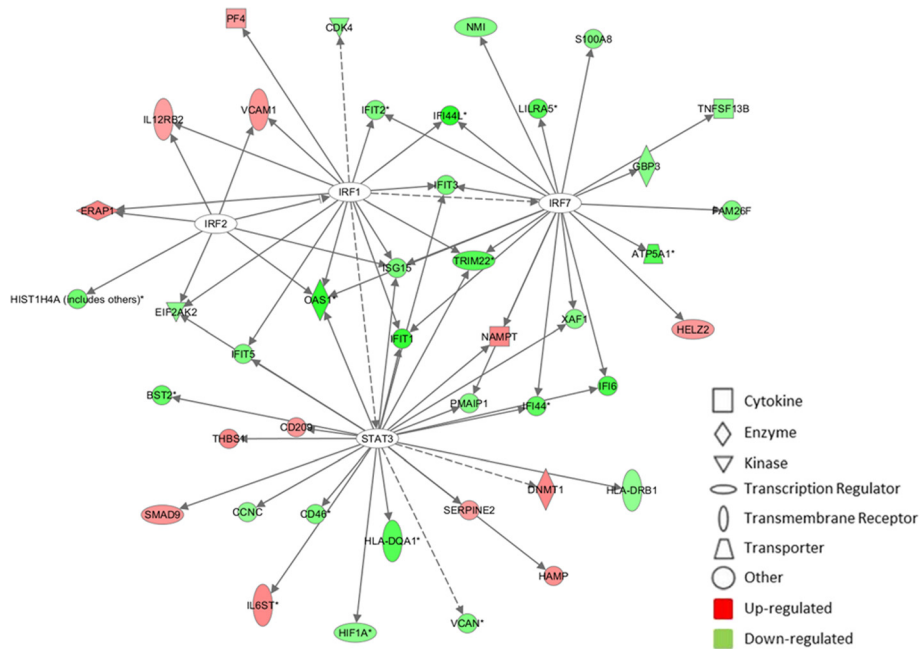 PF4
CDK4
NMI
S100A8
IL12RB2
VCAM1
IFIT2*
IFI44L*
LILRA5*
TNFSF13B
GBP3
IFIT3
IRF1
IRF7
ERAP1
IRF2
FAM26F
ATP5A1*
ISG15
TRIM22*
HIST1H4A (includes others)*
EIF2AK2
OAS1*
XAF1
HELZ2
IFIT1
NAMPT
IFIT5
IFI6
BST2*
PMAIP1
IFI44*
CD209
THBS1
STAT3
DNMT1
HLA-DRB1
SMAD9
CCNC
CD46*
SERPINE2
HLA-DQA1*
HAMP
IL6ST*
HIF1A*
VCAN*
Cytokine
Enzyme
Kinase
Transcription Regulator
Transmembrane Receptor
Transporter
Other
Up-regulated
Down-regulated